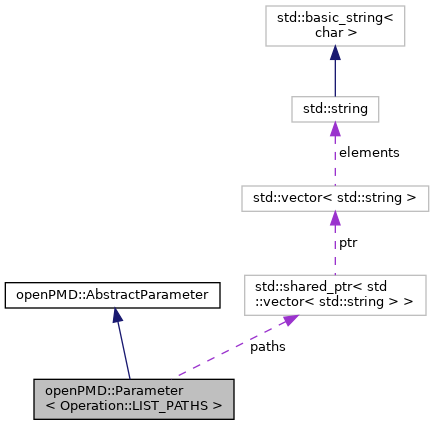 std::basic_string<
char >
std::string
elements
std::vector< std::string >
ptr
std::shared_ptr< std
::vector< std::string > >
openPMD::AbstractParameter
paths
openPMD::Parameter
< Operation::LIST_PATHS >